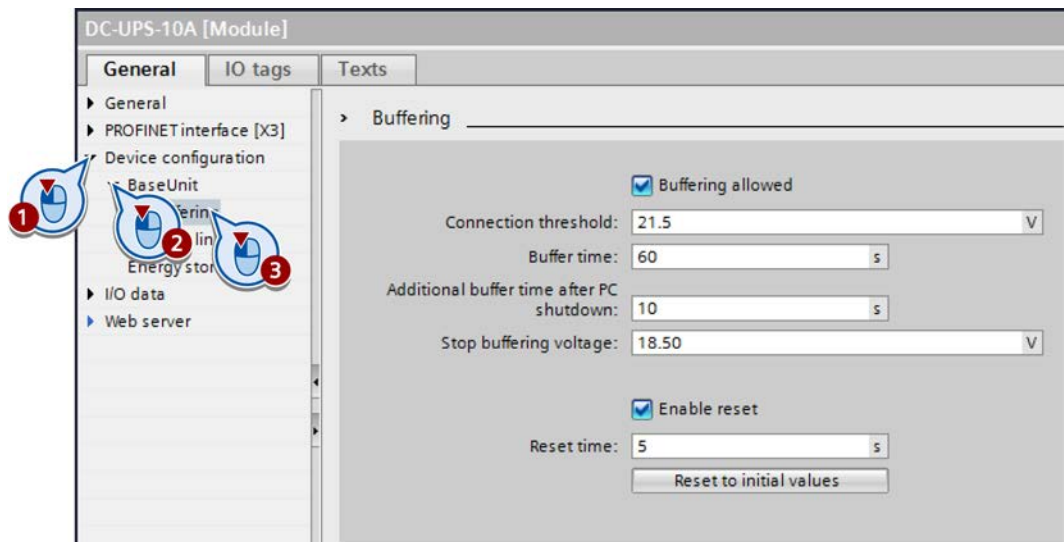 DC-UPS-10A [Module]
General IO tags Texts
General
PROFINET interface [X3]
Device configuration
BaseUnit
1
2
3
I/O data
Web server
Buffering
Buffering allowed
Connection threshold: 21.5 V
Buffer time: 60 s
Additional buffer time after PC
shutdown: 10 s
Stop buffering voltage: 18.50 V
Enable reset
Reset time: 5 s
Reset to initial values